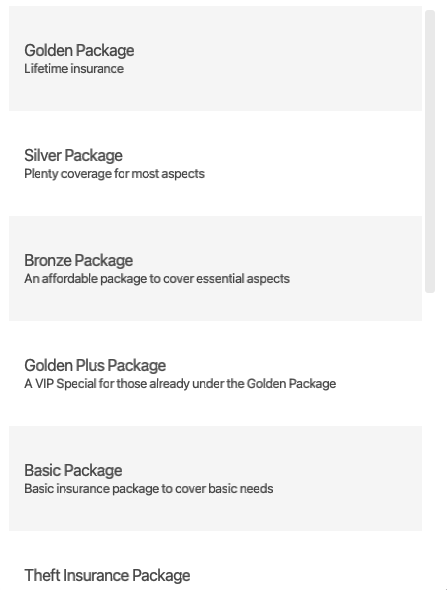 Golden Package
Lifetime insurance
Silver Package
Plenty coverage for most aspects
Bronze Package
An affordable package to cover essential aspects
Golden Plus Package
A VIP Special for those already under the Golden Package
Basic Package
Basic insurance package to cover basic needs
Theft Insurance Package